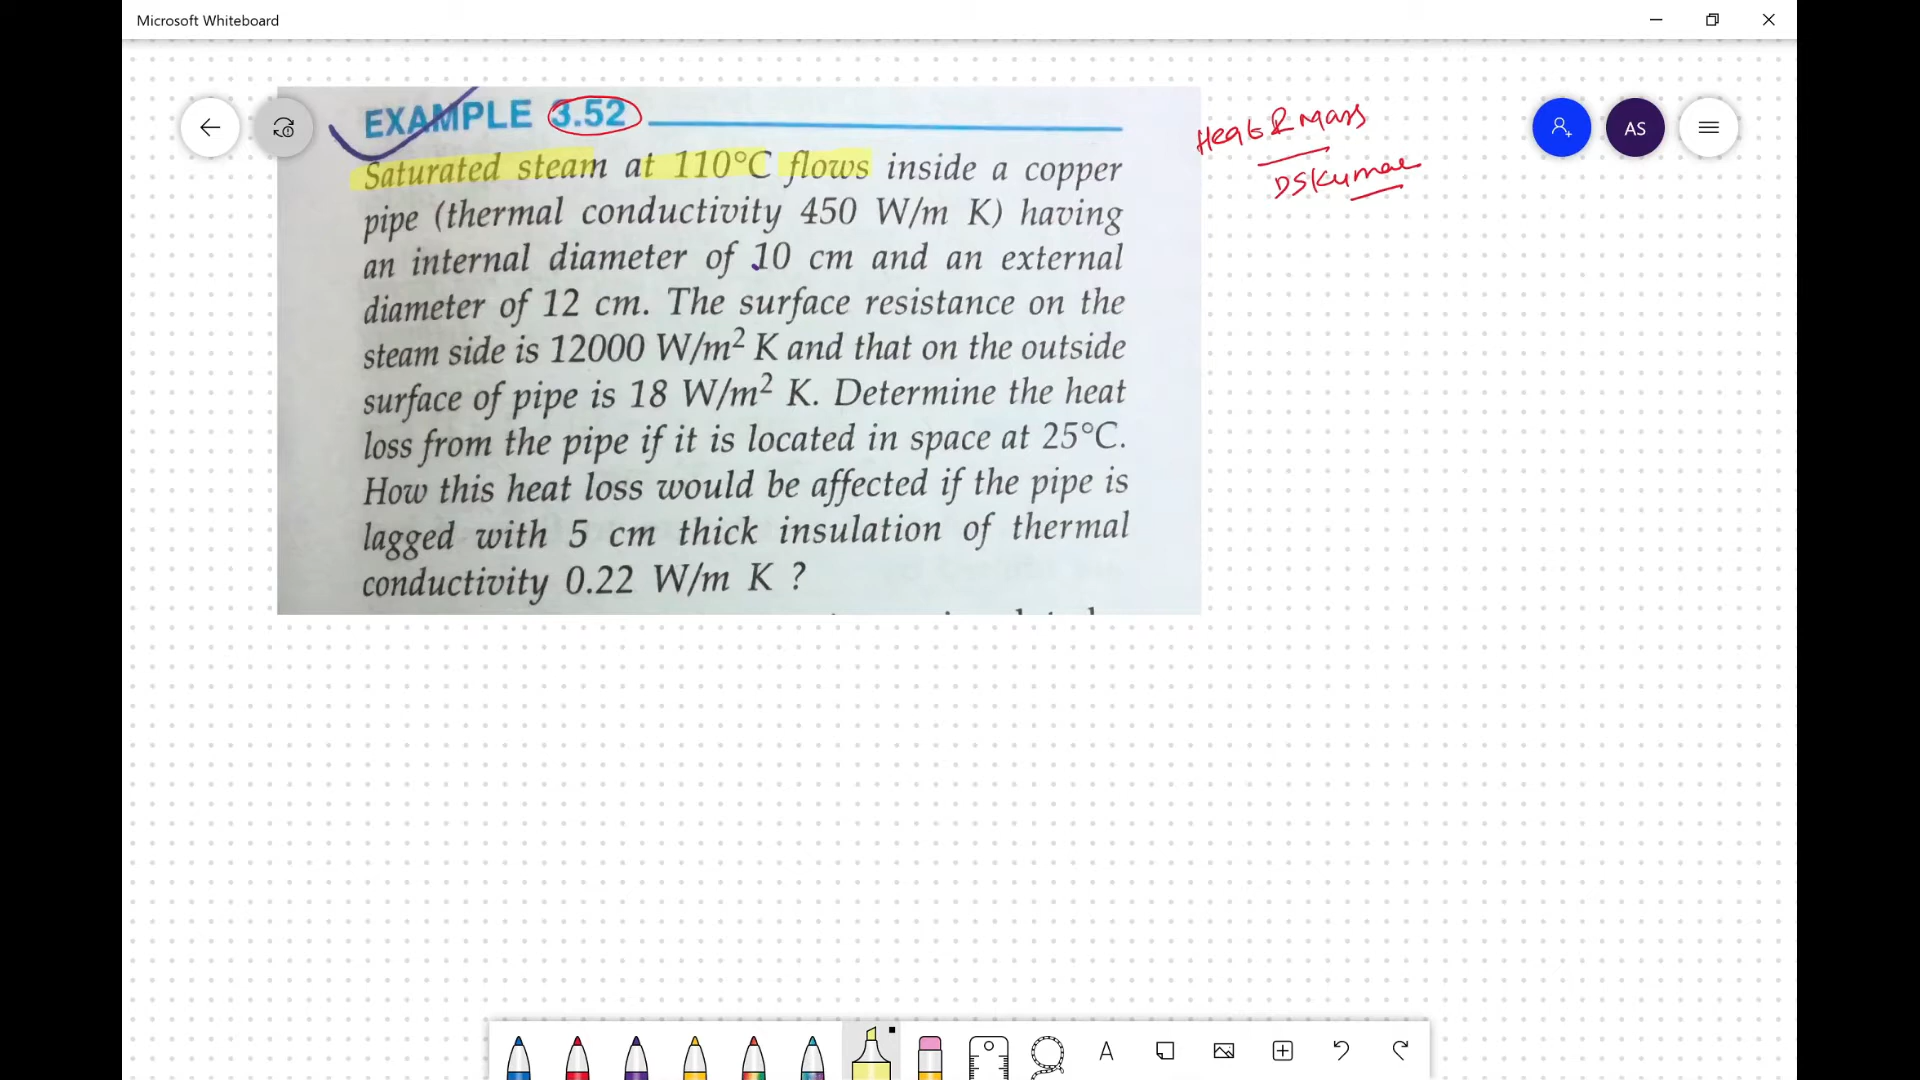 Microsoft Whiteboard
EXAMPLE 3.52
Heat & Mass
DS Kumar
AS
Saturated steam at 110°C flows inside a copper
pipe (thermal conductivity 450 W/m K) having
an internal diameter of 10 cm and an external
diameter of 12 cm. The surface resistance on the
steam side is 12000 W/m² K and that on the outside
surface of pipe is 18 W/m² K. Determine the heat
loss from the pipe if it is located in space at 25°C.
How this heat loss would be affected if the pipe is
lagged with 5 cm thick insulation of thermal
conductivity 0.22 W/m K ?
A